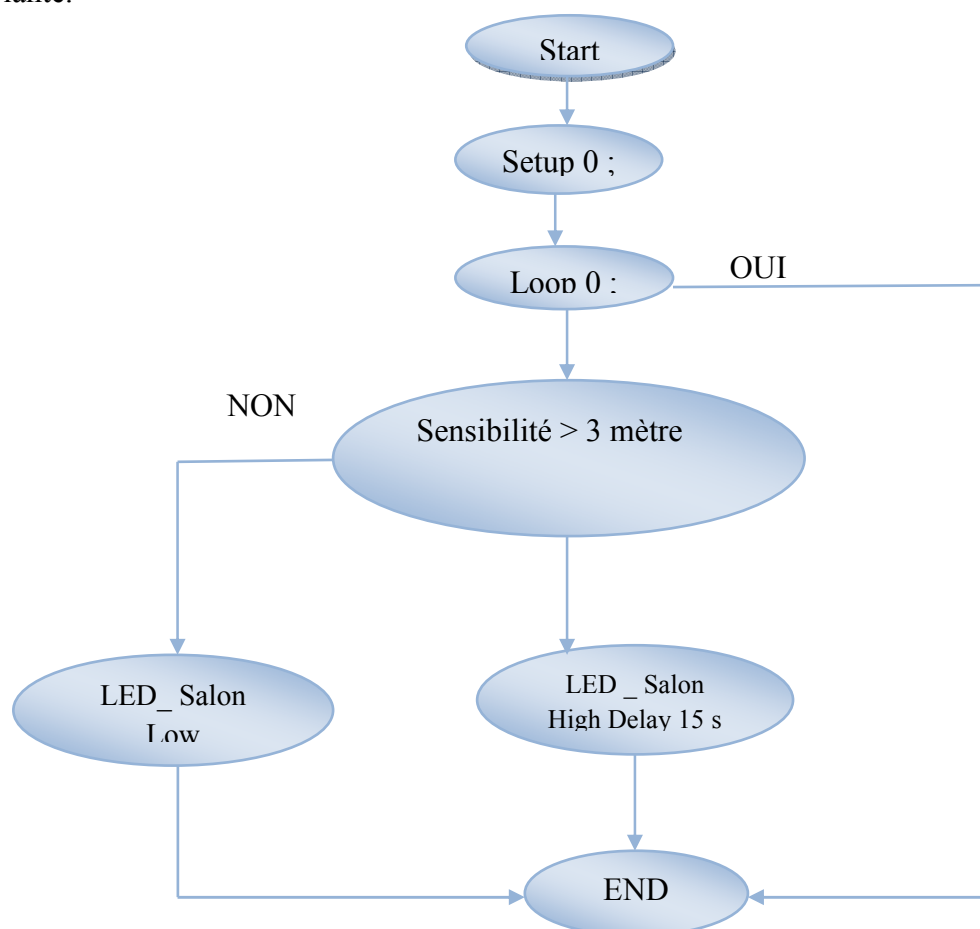 Start
Setup 0 ;
Loop 0 ;
OUI
NON
Sensibilité > 3 mètre
LED_ Salon
Low
LED _ Salon
High Delay 15 s
END